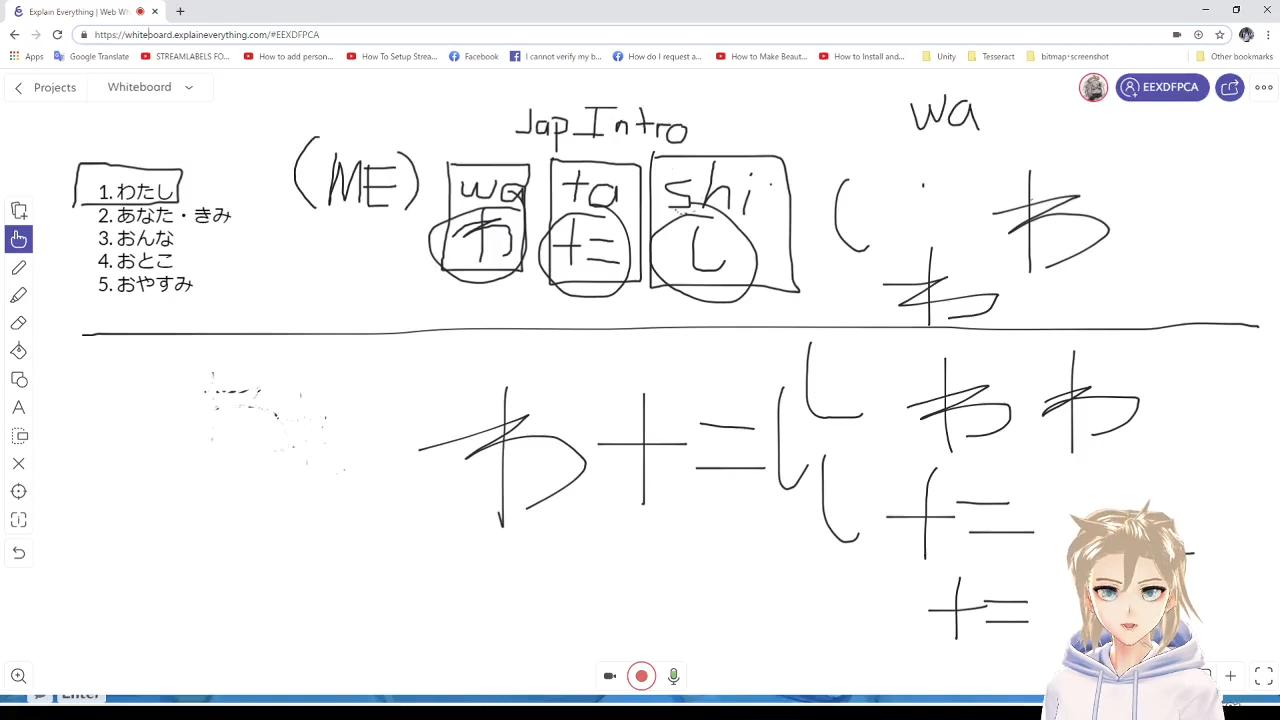 Explain Everything | Web W
https://whiteboard.explaineverything.com/#EEXDFPCA
Apps Google Translate STREAMLABELS FO... How to add person... How To Setup Strea... Facebook I cannot verify my b... How do I request a... How to Make Beaut... How to Install and... Unity Tesseract bitmap-screenshot Other bookmarks
Projects Whiteboard EEXDFPCA
Jap_Intro
wa
(ME) wa ta shi
わ た し
1. わたし
2. あなた・きみ
3. おんな
4. おとこ
5. おやすみ
し わ
わ
わ た し し わ わ
し た
た
Enter